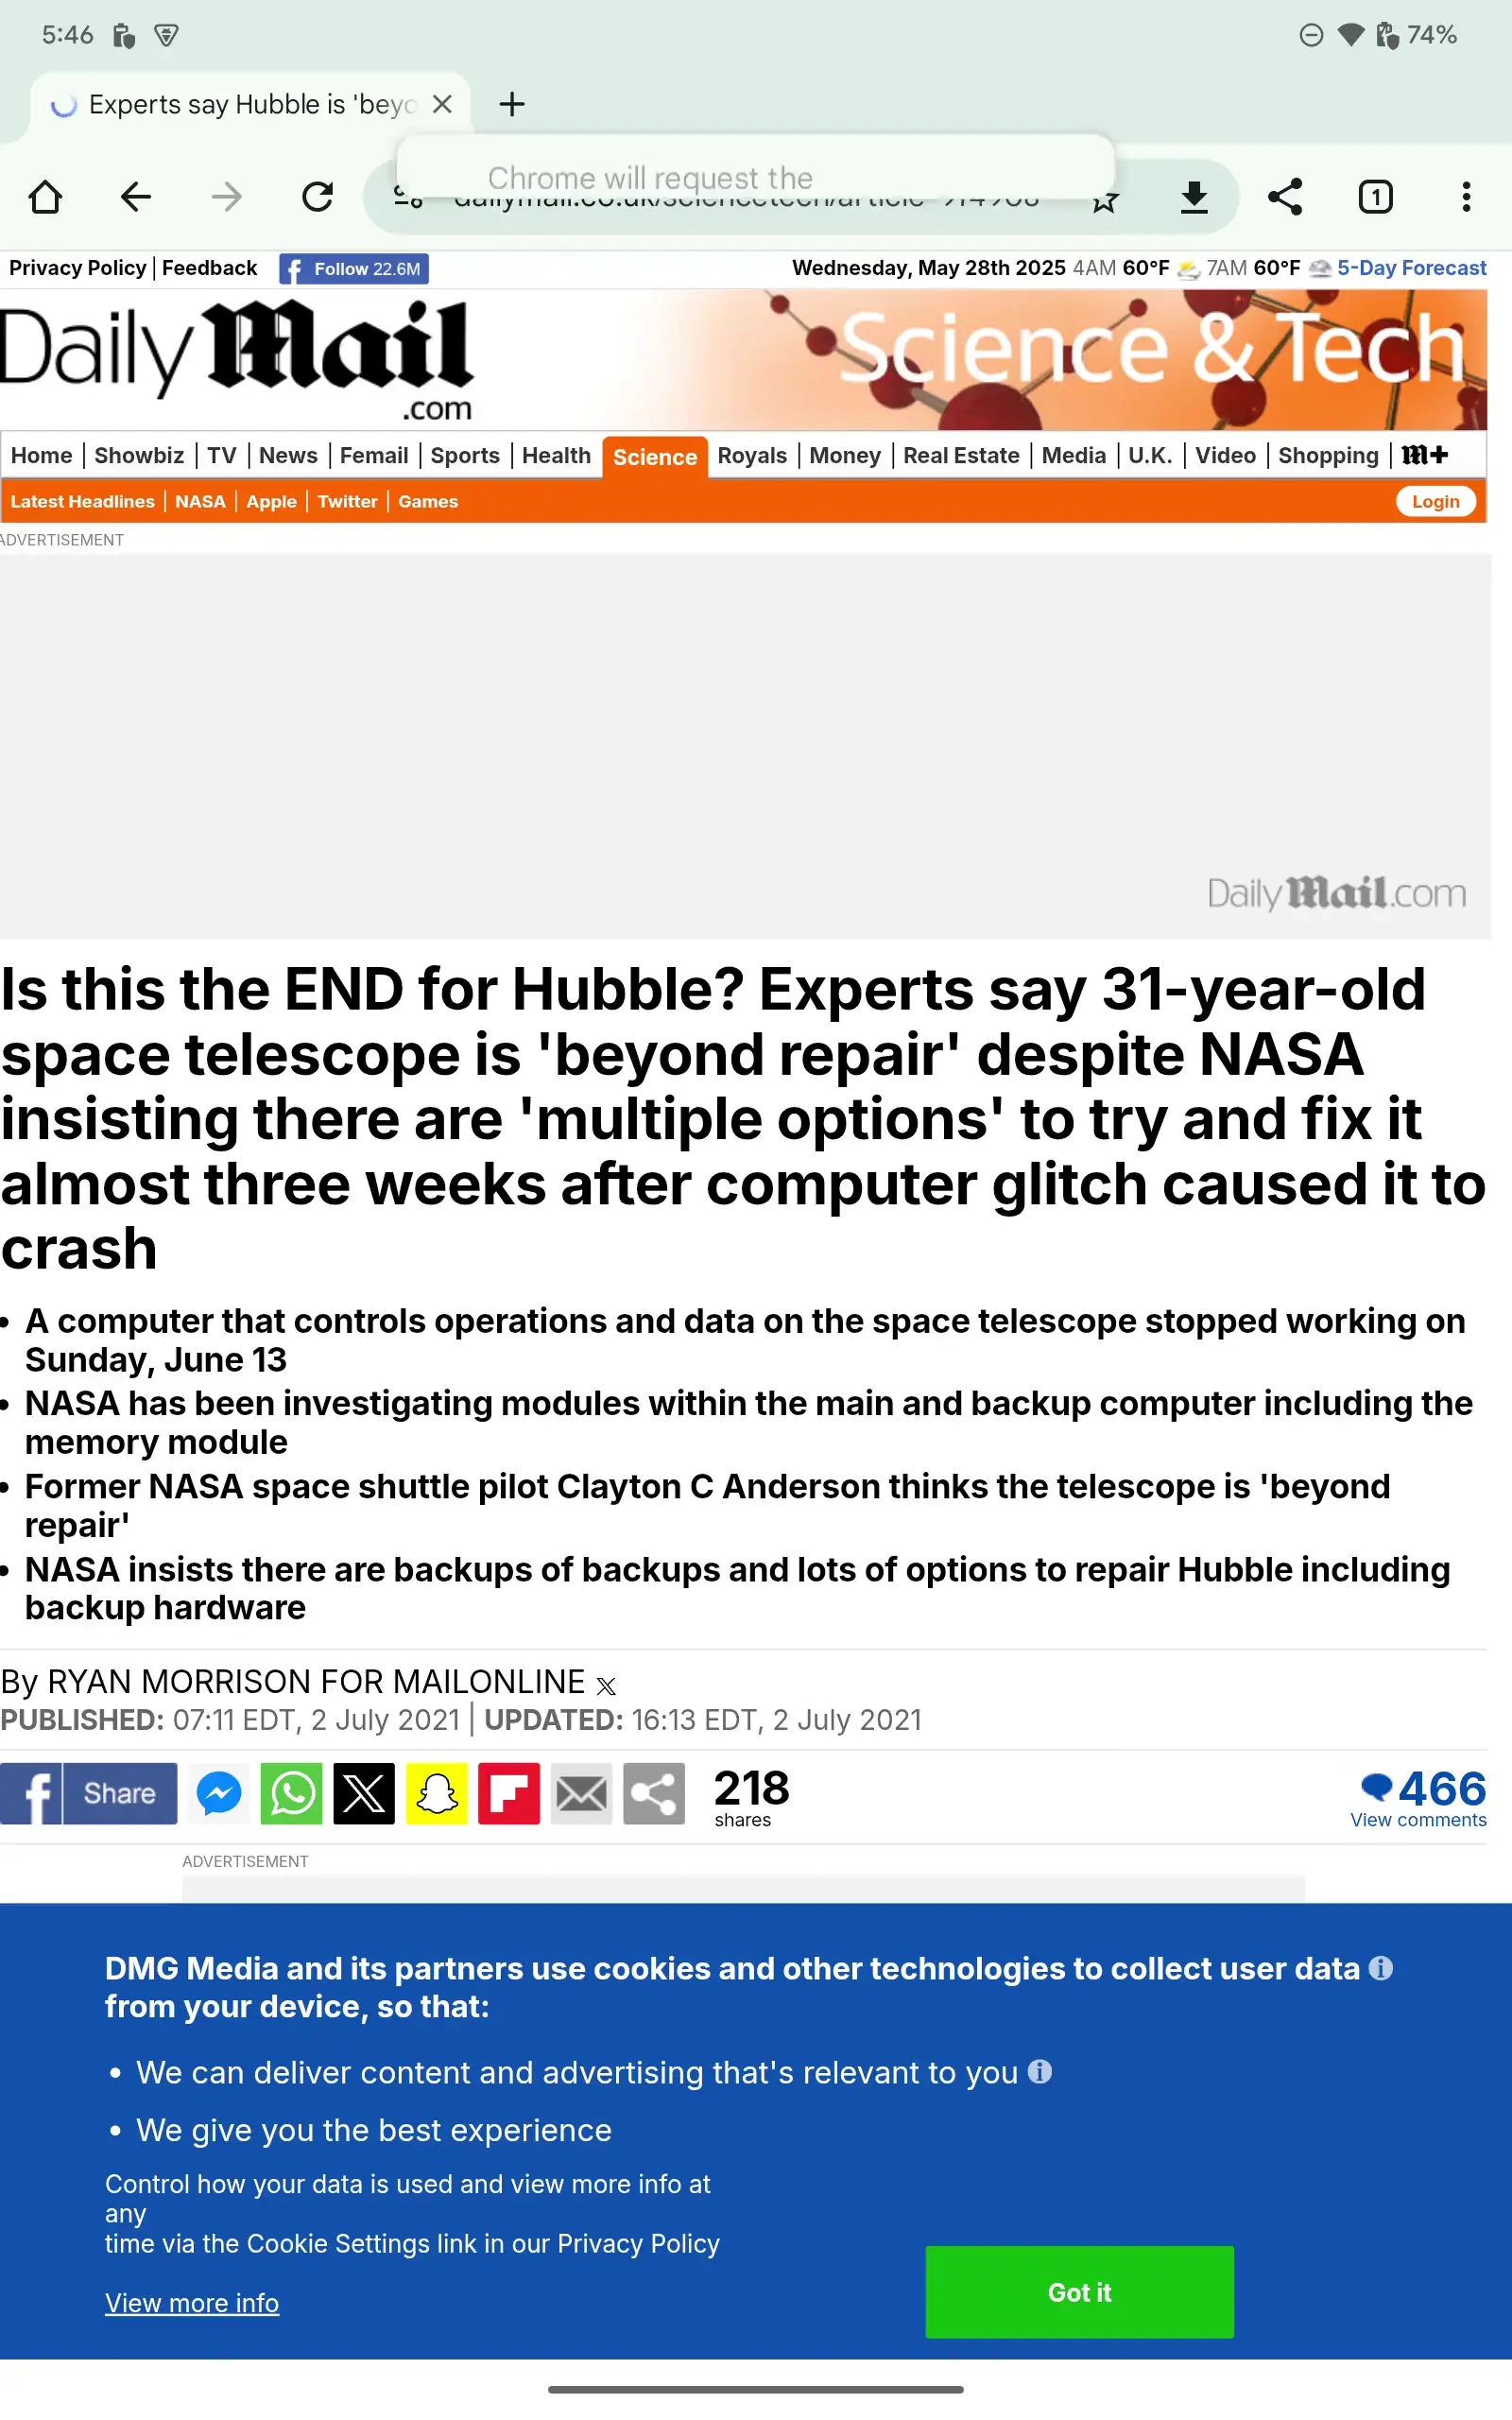 5:46
74%
Experts say Hubble is 'beyo
Chrome will request the
Privacy Policy | Feedback Follow 22.6M Wednesday, May 28th 2025 4AM 60°F 7AM 60°F 5-Day Forecast
Daily Mail
.com
Science & Tech
Home | Showbiz | TV | News | Femail | Sports | Health Science Royals | Money | Real Estate | Media | U.K. | Video | Shopping | m+
Latest Headlines | NASA | Apple | Twitter | Games Login
ADVERTISEMENT
DailyMail.com
Is this the END for Hubble? Experts say 31-year-old
space telescope is 'beyond repair' despite NASA
insisting there are 'multiple options' to try and fix it
almost three weeks after computer glitch caused it to
crash
• A computer that controls operations and data on the space telescope stopped working on
Sunday, June 13
• NASA has been investigating modules within the main and backup computer including the
memory module
• Former NASA space shuttle pilot Clayton C Anderson thinks the telescope is 'beyond
repair'
• NASA insists there are backups of backups and lots of options to repair Hubble including
backup hardware
By RYAN MORRISON FOR MAILONLINE
PUBLISHED: 07:11 EDT, 2 July 2021 | UPDATED: 16:13 EDT, 2 July 2021
Share
218
shares
466
View comments
ADVERTISEMENT
DMG Media and its partners use cookies and other technologies to collect user data
from your device, so that:
• We can deliver content and advertising that's relevant to you
• We give you the best experience
Control how your data is used and view more info at
any
time via the Cookie Settings link in our Privacy Policy
View more info
Got it